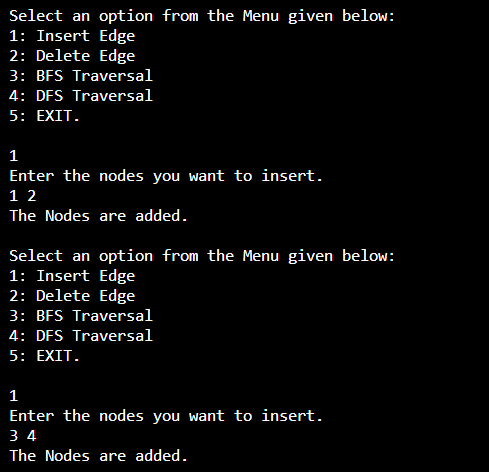 Select an option from the Menu given below:
1: Insert Edge
2: Delete Edge
3: BFS Traversal
4: DFS Traversal
5: EXIT.
1
Enter the nodes you want to insert.
1 2
The Nodes are added.
Select an option from the Menu given below:
1: Insert Edge
2: Delete Edge
3: BFS Traversal
4: DFS Traversal
5: EXIT.
1
Enter the nodes you want to insert.
3 4
The Nodes are added.